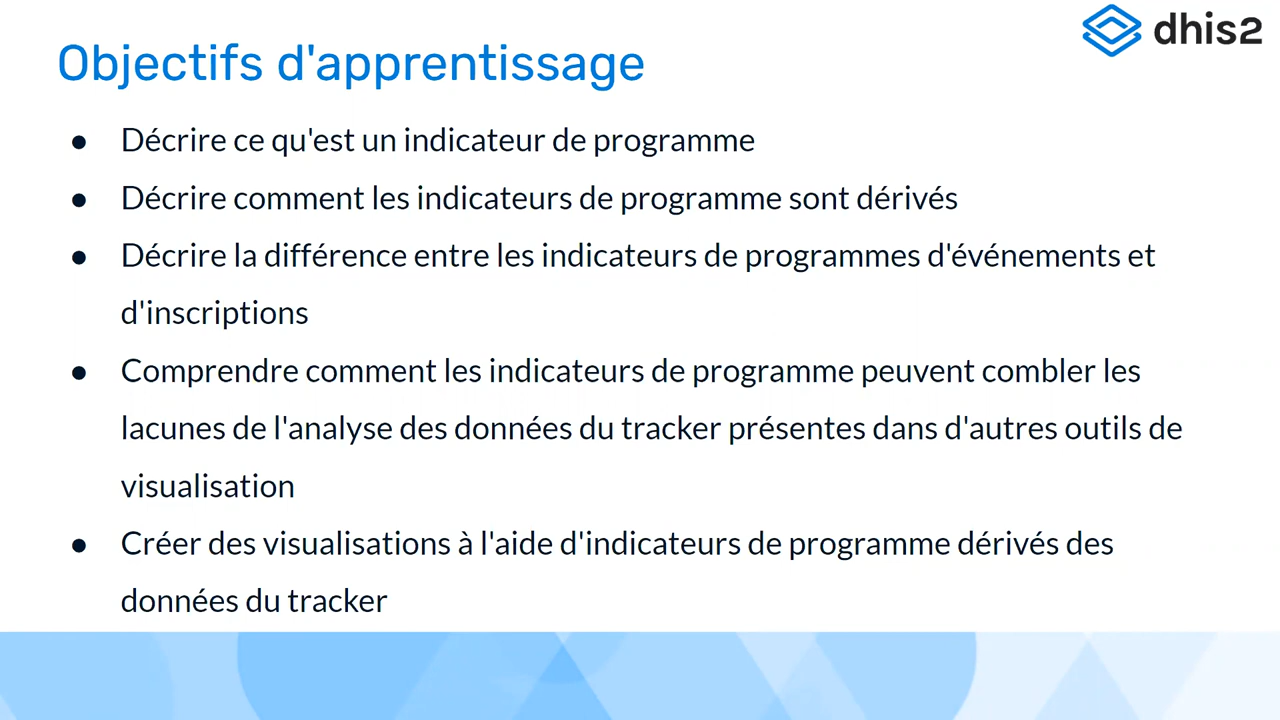 dhis2
Objectifs d'apprentissage
● Décrire ce qu'est un indicateur de programme
● Décrire comment les indicateurs de programme sont dérivés
● Décrire la différence entre les indicateurs de programmes d'événements et
d'inscriptions
● Comprendre comment les indicateurs de programme peuvent combler les
lacunes de l'analyse des données du tracker présentes dans d'autres outils de
visualisation
● Créer des visualisations à l'aide d'indicateurs de programme dérivés des
données du tracker